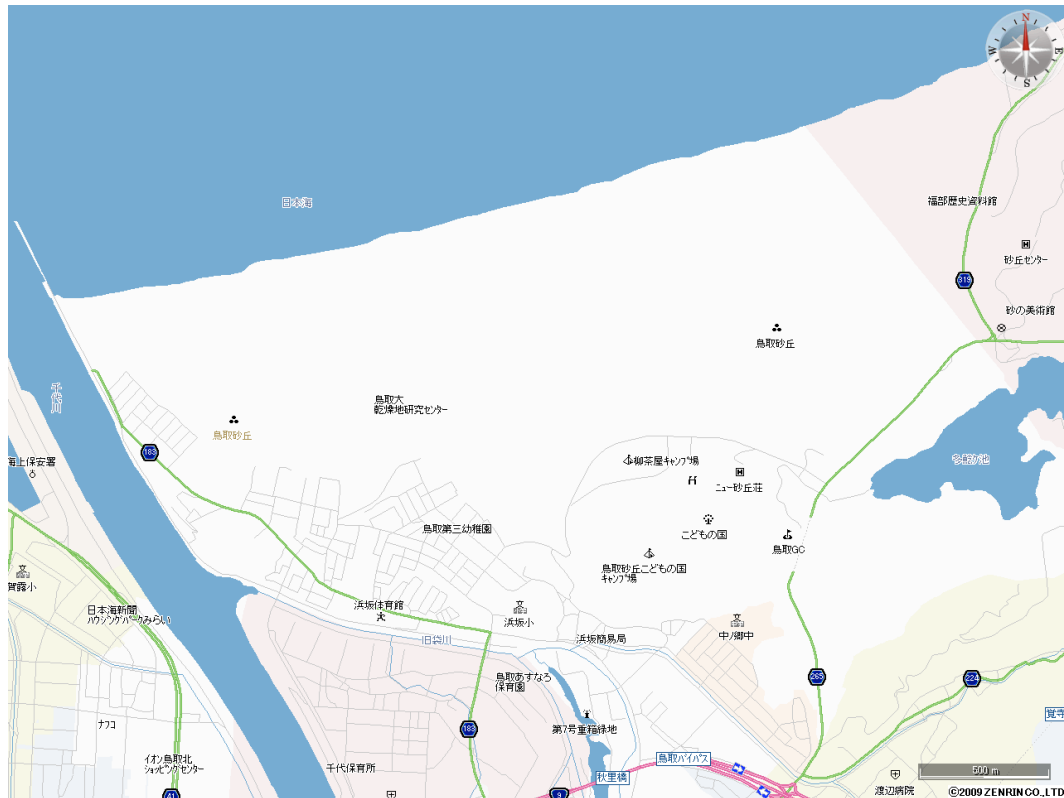 N
W
E
S
日本海
福部歴史資料館
砂丘センター
319
砂の美術館
鳥取砂丘
千代川
鳥取大
乾燥地研究センター
鳥取砂丘
183
海上保安署
柳茶屋キャンプ場
ニュー砂丘荘
多鯰ケ池
鳥取第三幼稚園
こどもの国
鳥取GC
鳥取砂丘こどもの国
キャンプ場
賀露小
日本海新聞
ハウジングパークみらい
浜坂体育館
浜坂小
浜坂簡易局
中ノ郷中
旧袋川
鳥取あすなろ
保育園
265
224
ナフコ
183
第7号重箱緑地
覚寺
イオン鳥取北
ショッピングセンター
千代保育所
秋里橋
鳥取バイパス
500 m
41
9
渡辺病院
©2009 ZENRIN CO.,LTD